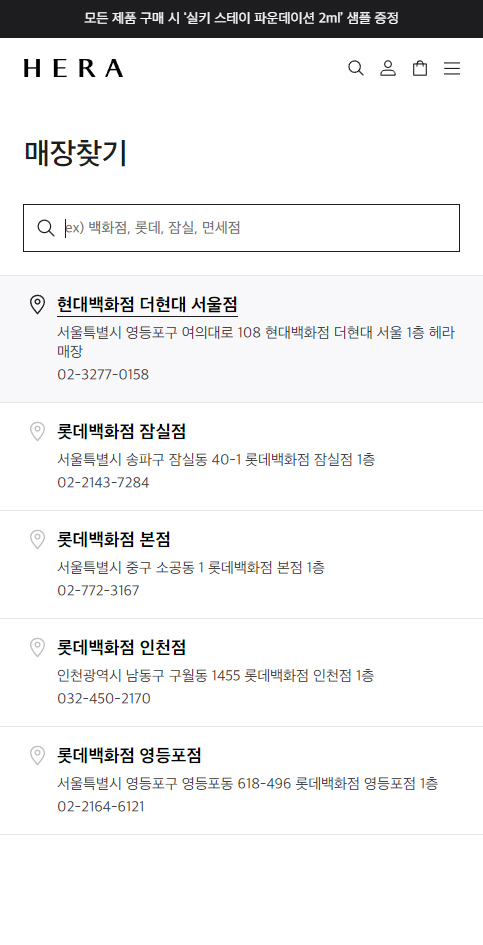 모든 제품 구매 시 '실키 스테이 파운데이션 2ml' 샘플 증정
HERA
매장찾기
ex) 백화점, 롯데, 잠실, 면세점
현대백화점 더현대 서울점
서울특별시 영등포구 여의대로 108 현대백화점 더현대 서울 1층 헤라
매장
02-3277-0158
롯데백화점 잠실점
서울특별시 송파구 잠실동 40-1 롯데백화점 잠실점 1층
02-2143-7284
롯데백화점 본점
서울특별시 중구 소공동 1 롯데백화점 본점 1층
02-772-3167
롯데백화점 인천점
인천광역시 남동구 구월동 1455 롯데백화점 인천점 1층
032-450-2170
롯데백화점 영등포점
서울특별시 영등포구 영등포동 618-496 롯데백화점 영등포점 1층
02-2164-6121